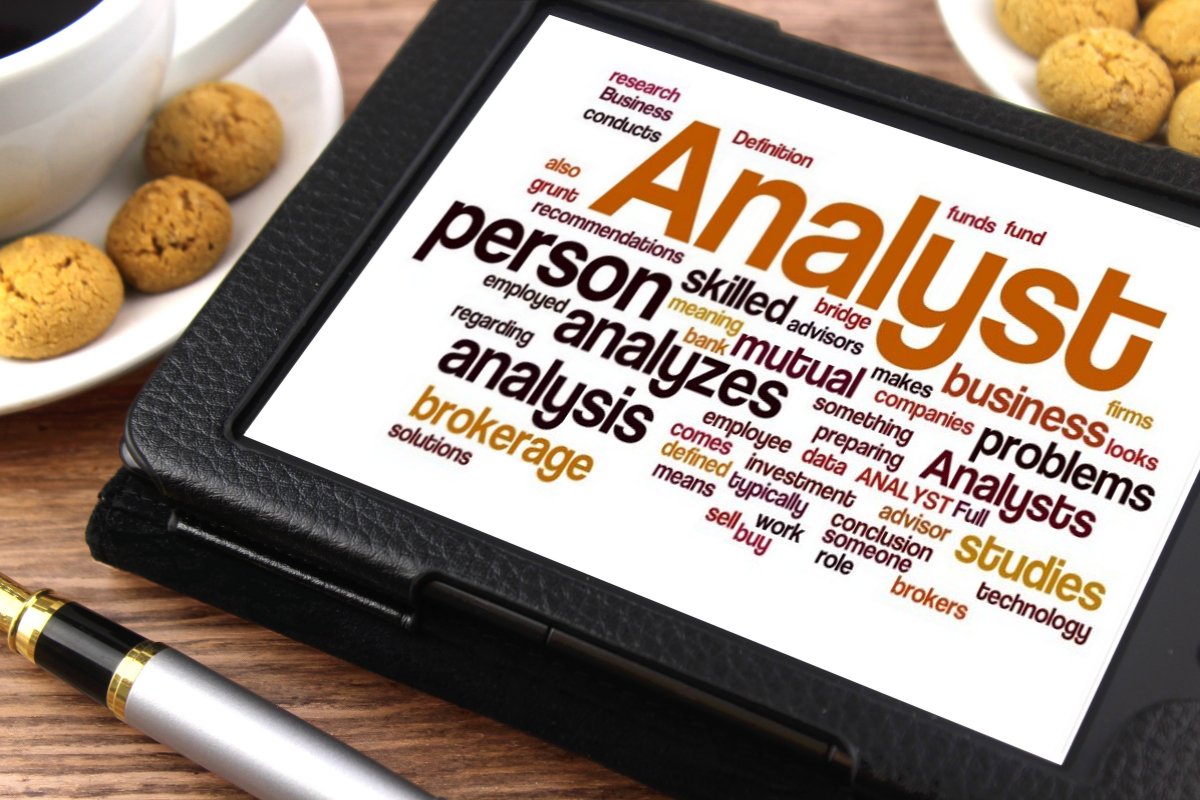 research
Business
conducts
Definition
Analyst
also
grunt
recommendations
funds fund
person
skilled
bridge
employed
meaning
advisors
regarding
analyzes
bank
mutual
makes
business
firms
analysis
companies
looks
something
problems
brokerage
employee
preparing
solutions
comes
data
ANALYST
Analysts
defined
investment
Full
means
typically
advisor
sell
work
conclusion
studies
buy
someone
role
technology
brokers